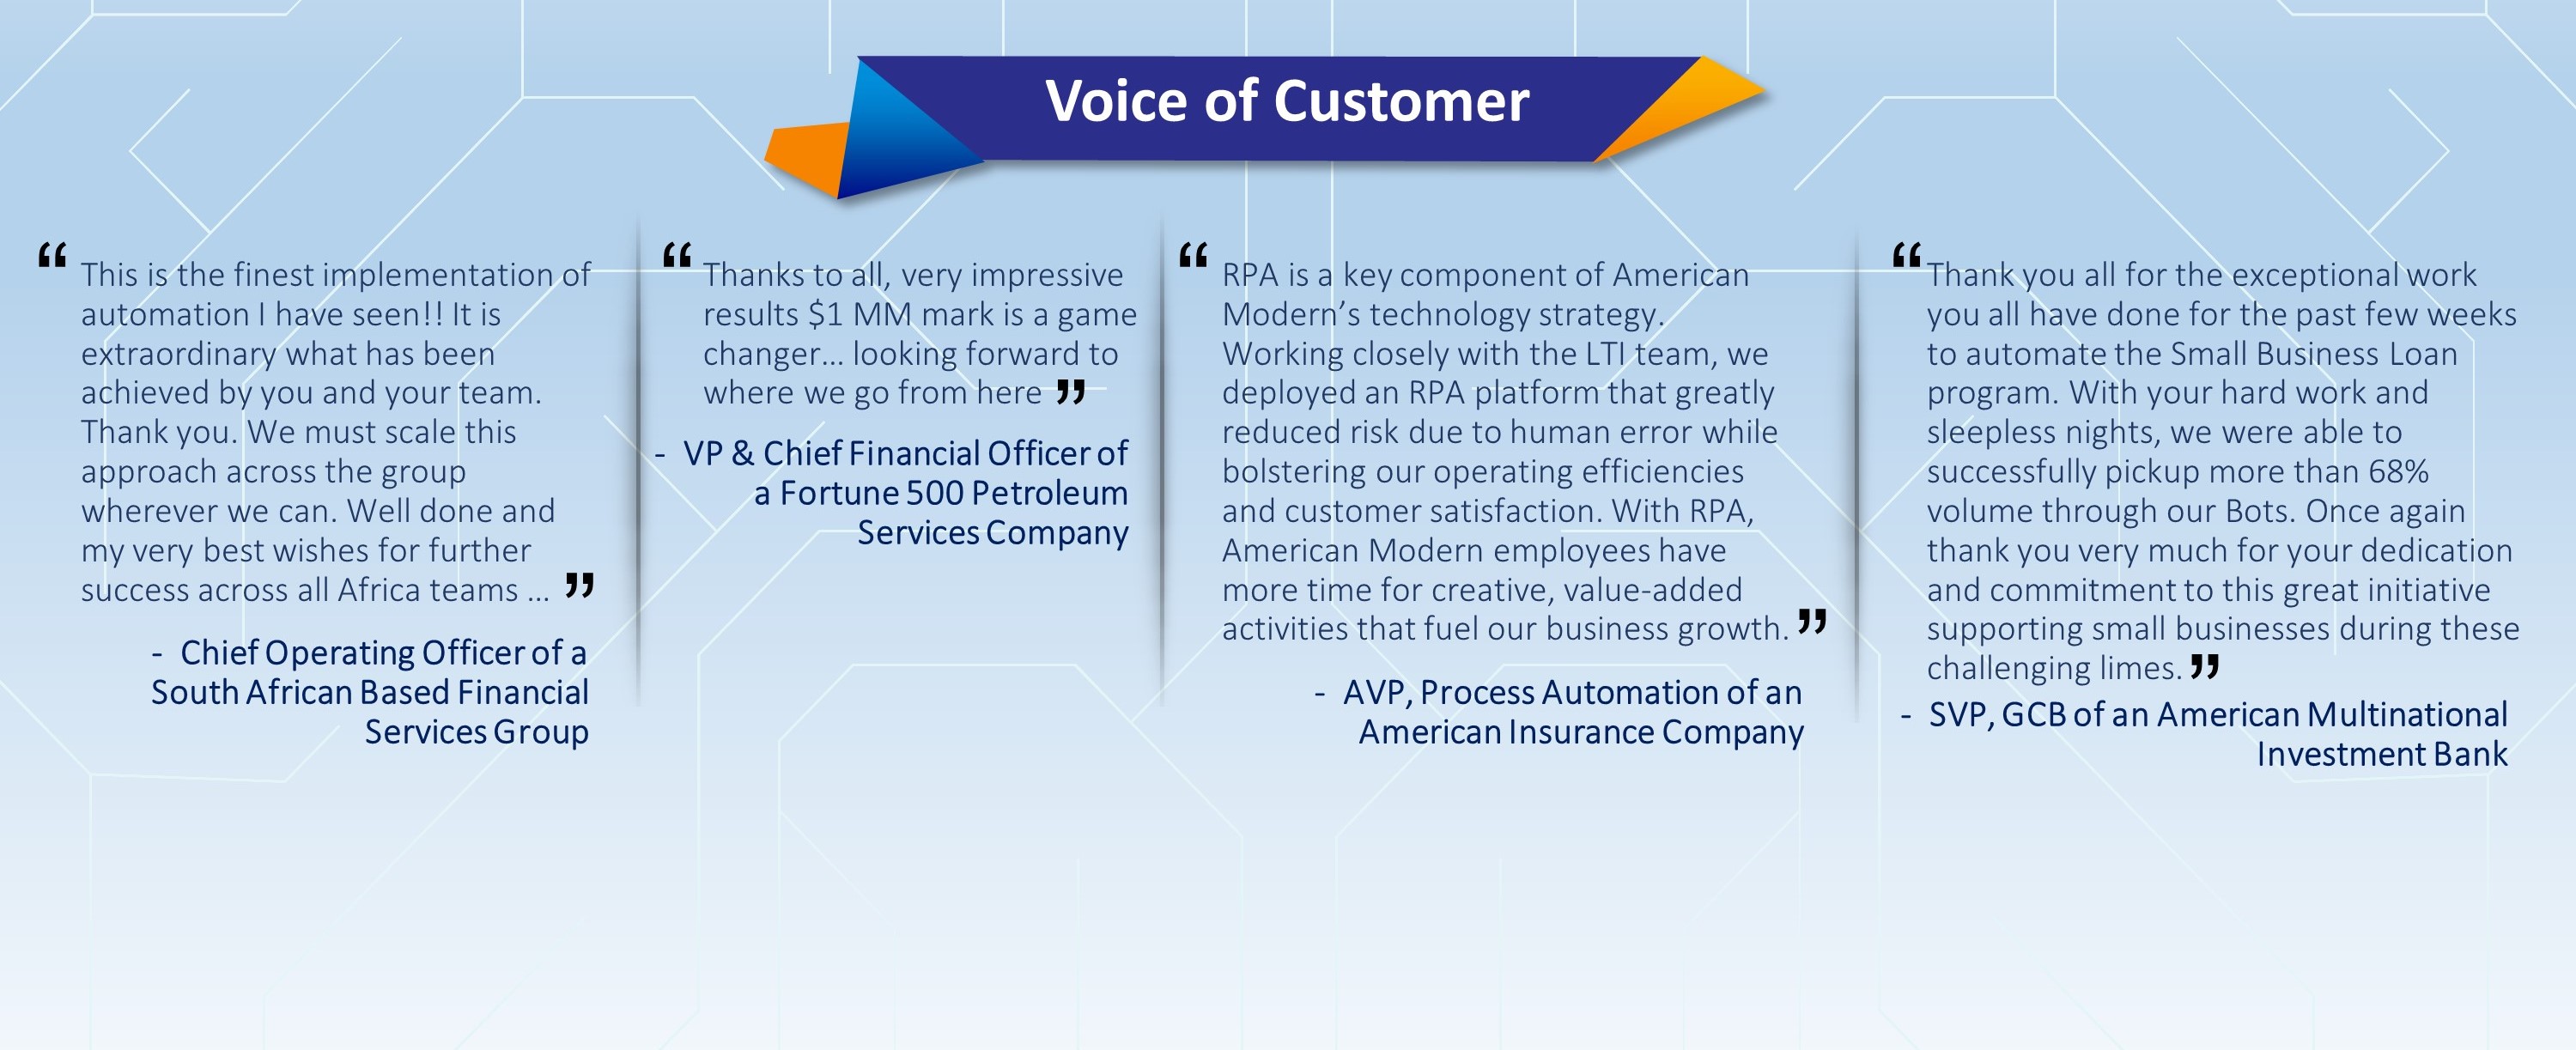 Voice of Customer
“ This is the finest implementation of
automation I have seen!! It is
extraordinary what has been
achieved by you and your team.
Thank you. We must scale this
approach across the group
wherever we can. Well done and
my very best wishes for further
success across all Africa teams ... ”
- Chief Operating Officer of a
South African Based Financial
Services Group
“ Thanks to all, very impressive
results $1 MM mark is a game
changer... looking forward to
where we go from here ”
- VP & Chief Financial Officer of
a Fortune 500 Petroleum
Services Company
“ RPA is a key component of American
Modern’s technology strategy.
Working closely with the LTI team, we
deployed an RPA platform that greatly
reduced risk due to human error while
bolstering our operating efficiencies
and customer satisfaction. With RPA,
American Modern employees have
more time for creative, value-added
activities that fuel our business growth. ”
- AVP, Process Automation of an
American Insurance Company
“ Thank you all for the exceptional work
you all have done for the past few weeks
to automate the Small Business Loan
program. With your hard work and
sleepless nights, we were able to
successfully pickup more than 68%
volume through our Bots. Once again
thank you very much for your dedication
and commitment to this great initiative
supporting small businesses during these
challenging limes. ”
- SVP, GCB of an American Multinational
Investment Bank